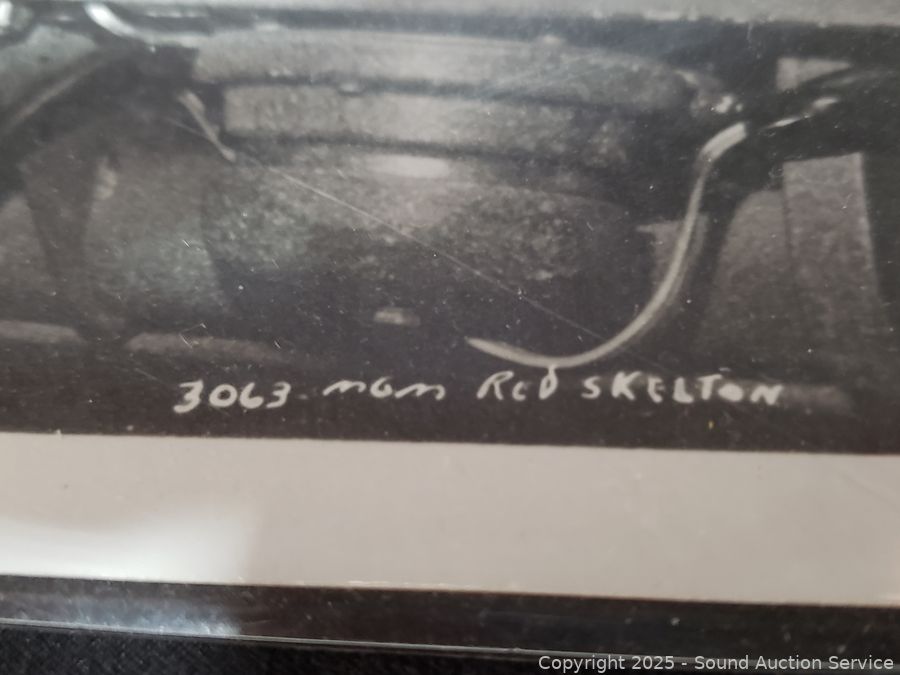 3063 - MGM RED SKELTON
Copyright 2025 - Sound Auction Service